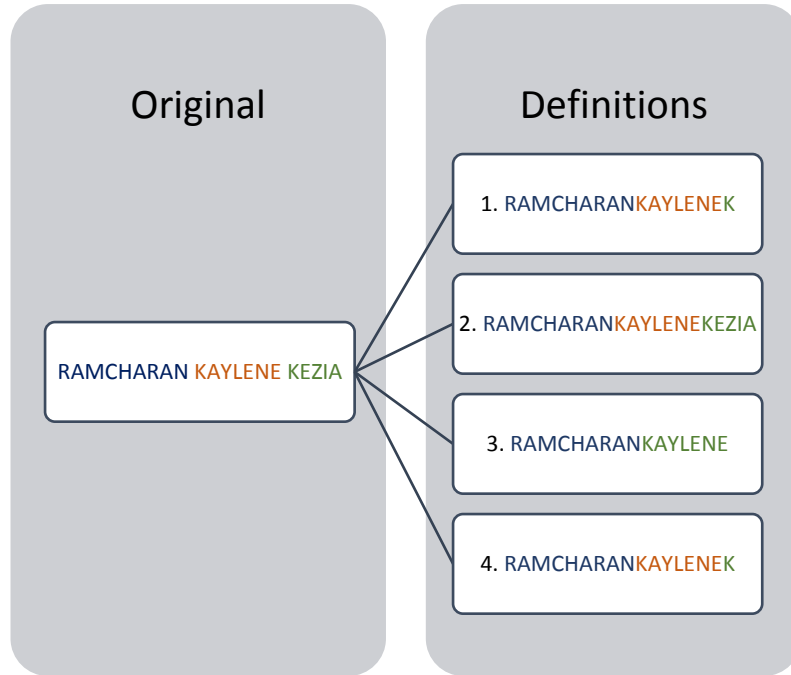 Original
RAMCHARAN KAYLENE KEZIA
Definitions
1. RAMCHARANKAYLENEK
2. RAMCHARANKAYLENEKEZIA
3. RAMCHARANKAYLENE
4. RAMCHARANKAYLENEK